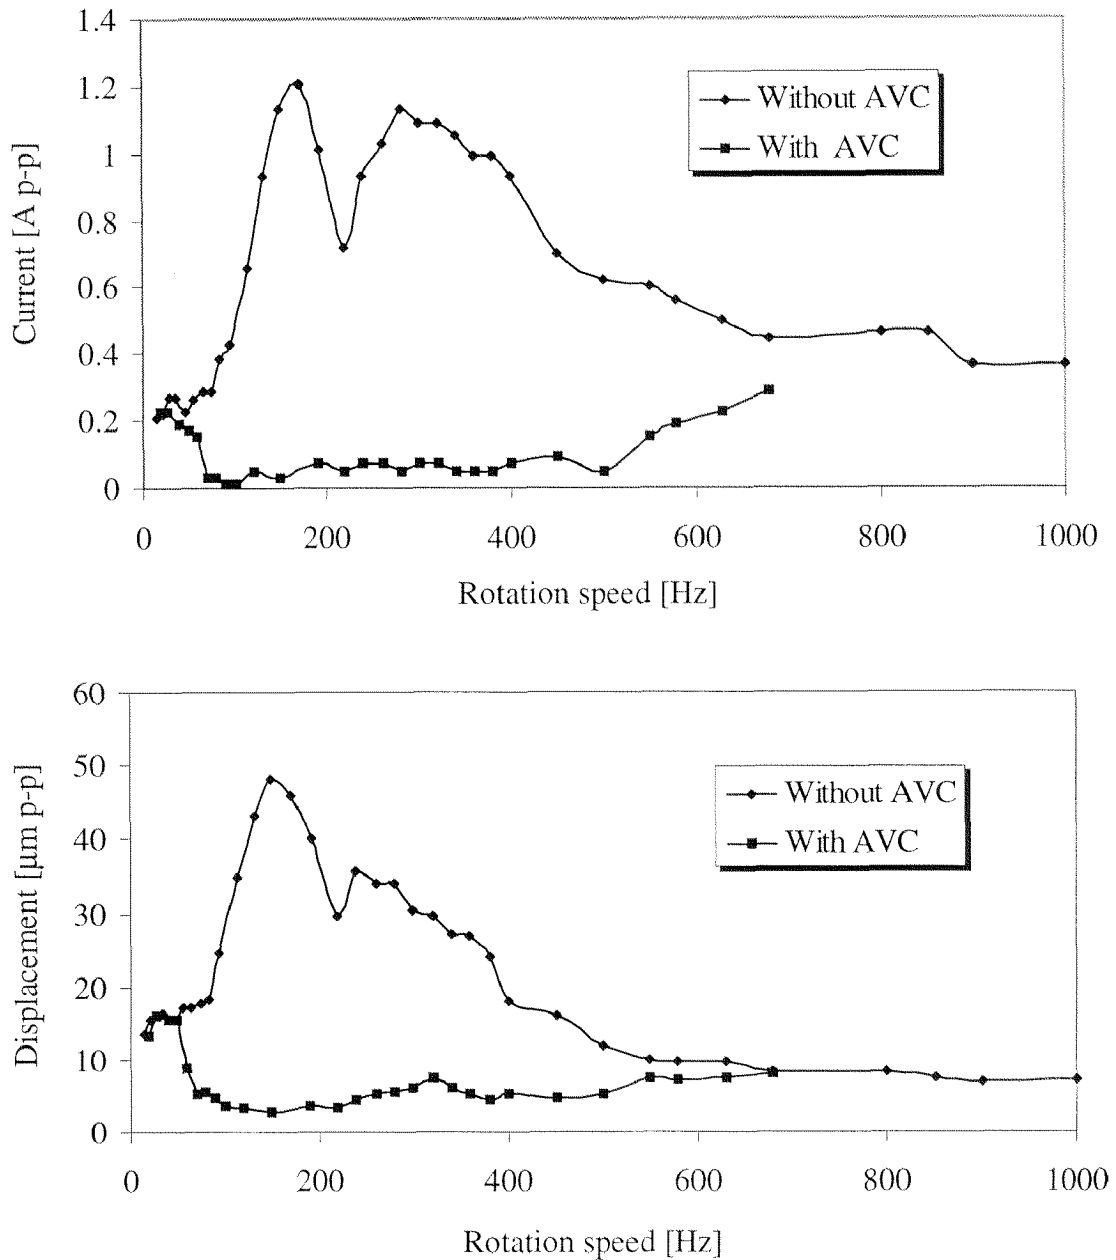 1.4
1.2
1
0.8
0.6
0.4
0.2
0
Current [A p-p]
Without AVC
With AVC
0 200 400 600 800 1000
Rotation speed [Hz]
60
50
40
30
20
10
0
Displacement [µm p-p]
Without AVC
With AVC
0 200 400 600 800 1000
Rotation speed [Hz]